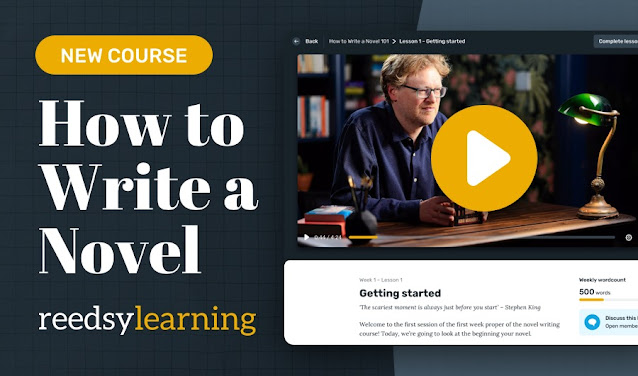 NEW COURSE
How to
Write a
Novel
reedsylearning
Back How to Write a Novel 101 > Lesson 1 - Getting started
Complete lesso
0:44 / 4:24
Week 1 - Lesson 1
Getting started
'The scariest moment is always just before you start' - Stephen King
Welcome to the first session of the first week proper of the novel writing
course! Today, we're going to look at the beginning your novel.
Weekly wordcount
500 words
Discuss this l
Open member